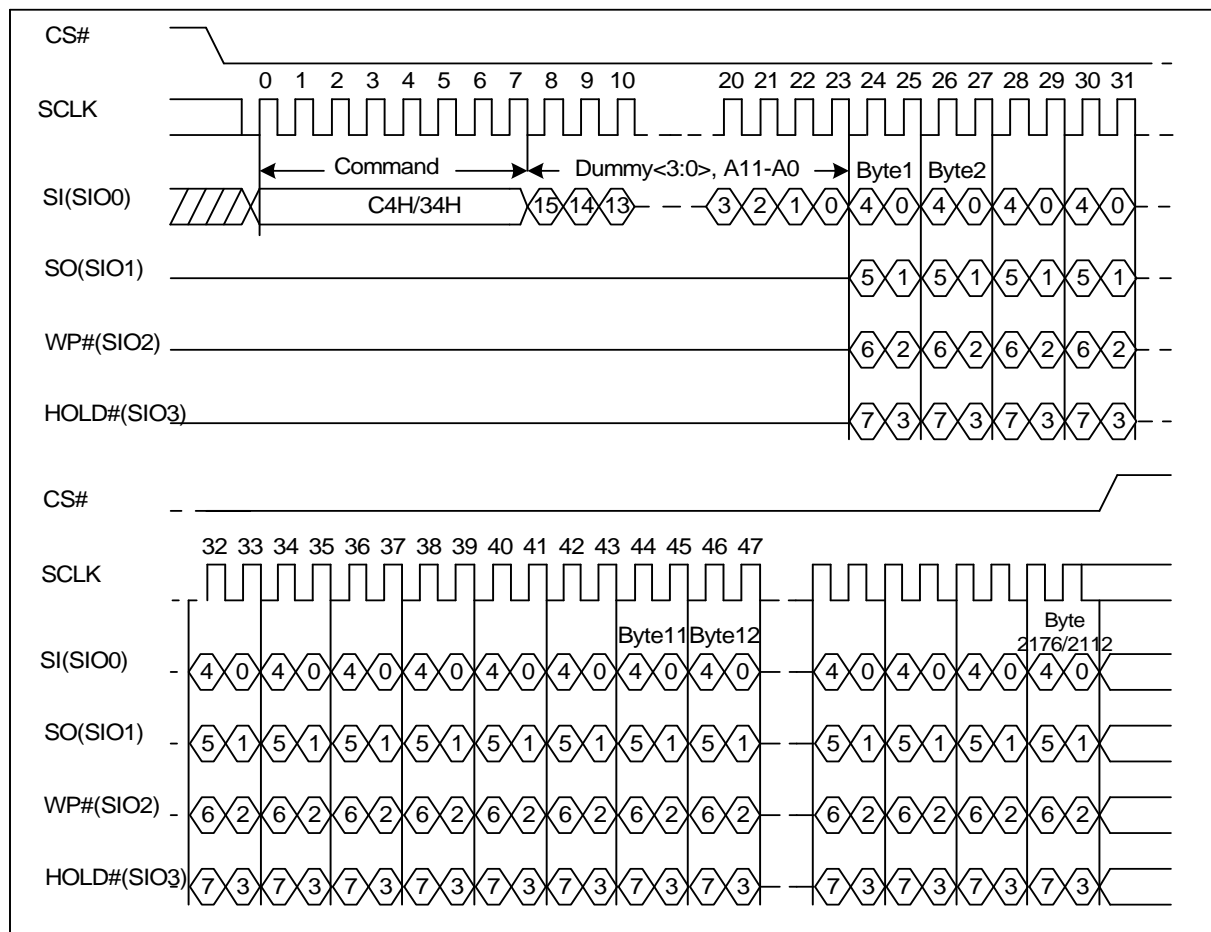 CS#
0 1 2 3 4 5 6 7 8 9 10 20 21 22 23 24 25 26 27 28 29 30 31
SCLK
Command Dummy<3:0>, A11-A0 Byte1 Byte2
SI(SIO0) C4H/34H 15 14 13 3 2 1 0 4 0 4 0 4 0 4 0
SO(SIO1) 5 1 5 1 5 1 5 1
WP#(SIO2) 6 2 6 2 6 2 6 2
HOLD#(SIO3) 7 3 7 3 7 3 7 3
CS#
32 33 34 35 36 37 38 39 40 41 42 43 44 45 46 47
SCLK
Byte11 Byte12 Byte
2176/2112
SI(SIO0) 4 0 4 0 4 0 4 0 4 0 4 0 4 0 4 0 4 0 4 0 4 0 4 0
SO(SIO1) 5 1 5 1 5 1 5 1 5 1 5 1 5 1 5 1 5 1 5 1 5 1 5 1
WP#(SIO2) 6 2 6 2 6 2 6 2 6 2 6 2 6 2 6 2 6 2 6 2 6 2 6 2
HOLD#(SIO3) 7 3 7 3 7 3 7 3 7 3 7 3 7 3 7 3 7 3 7 3 7 3 7 3